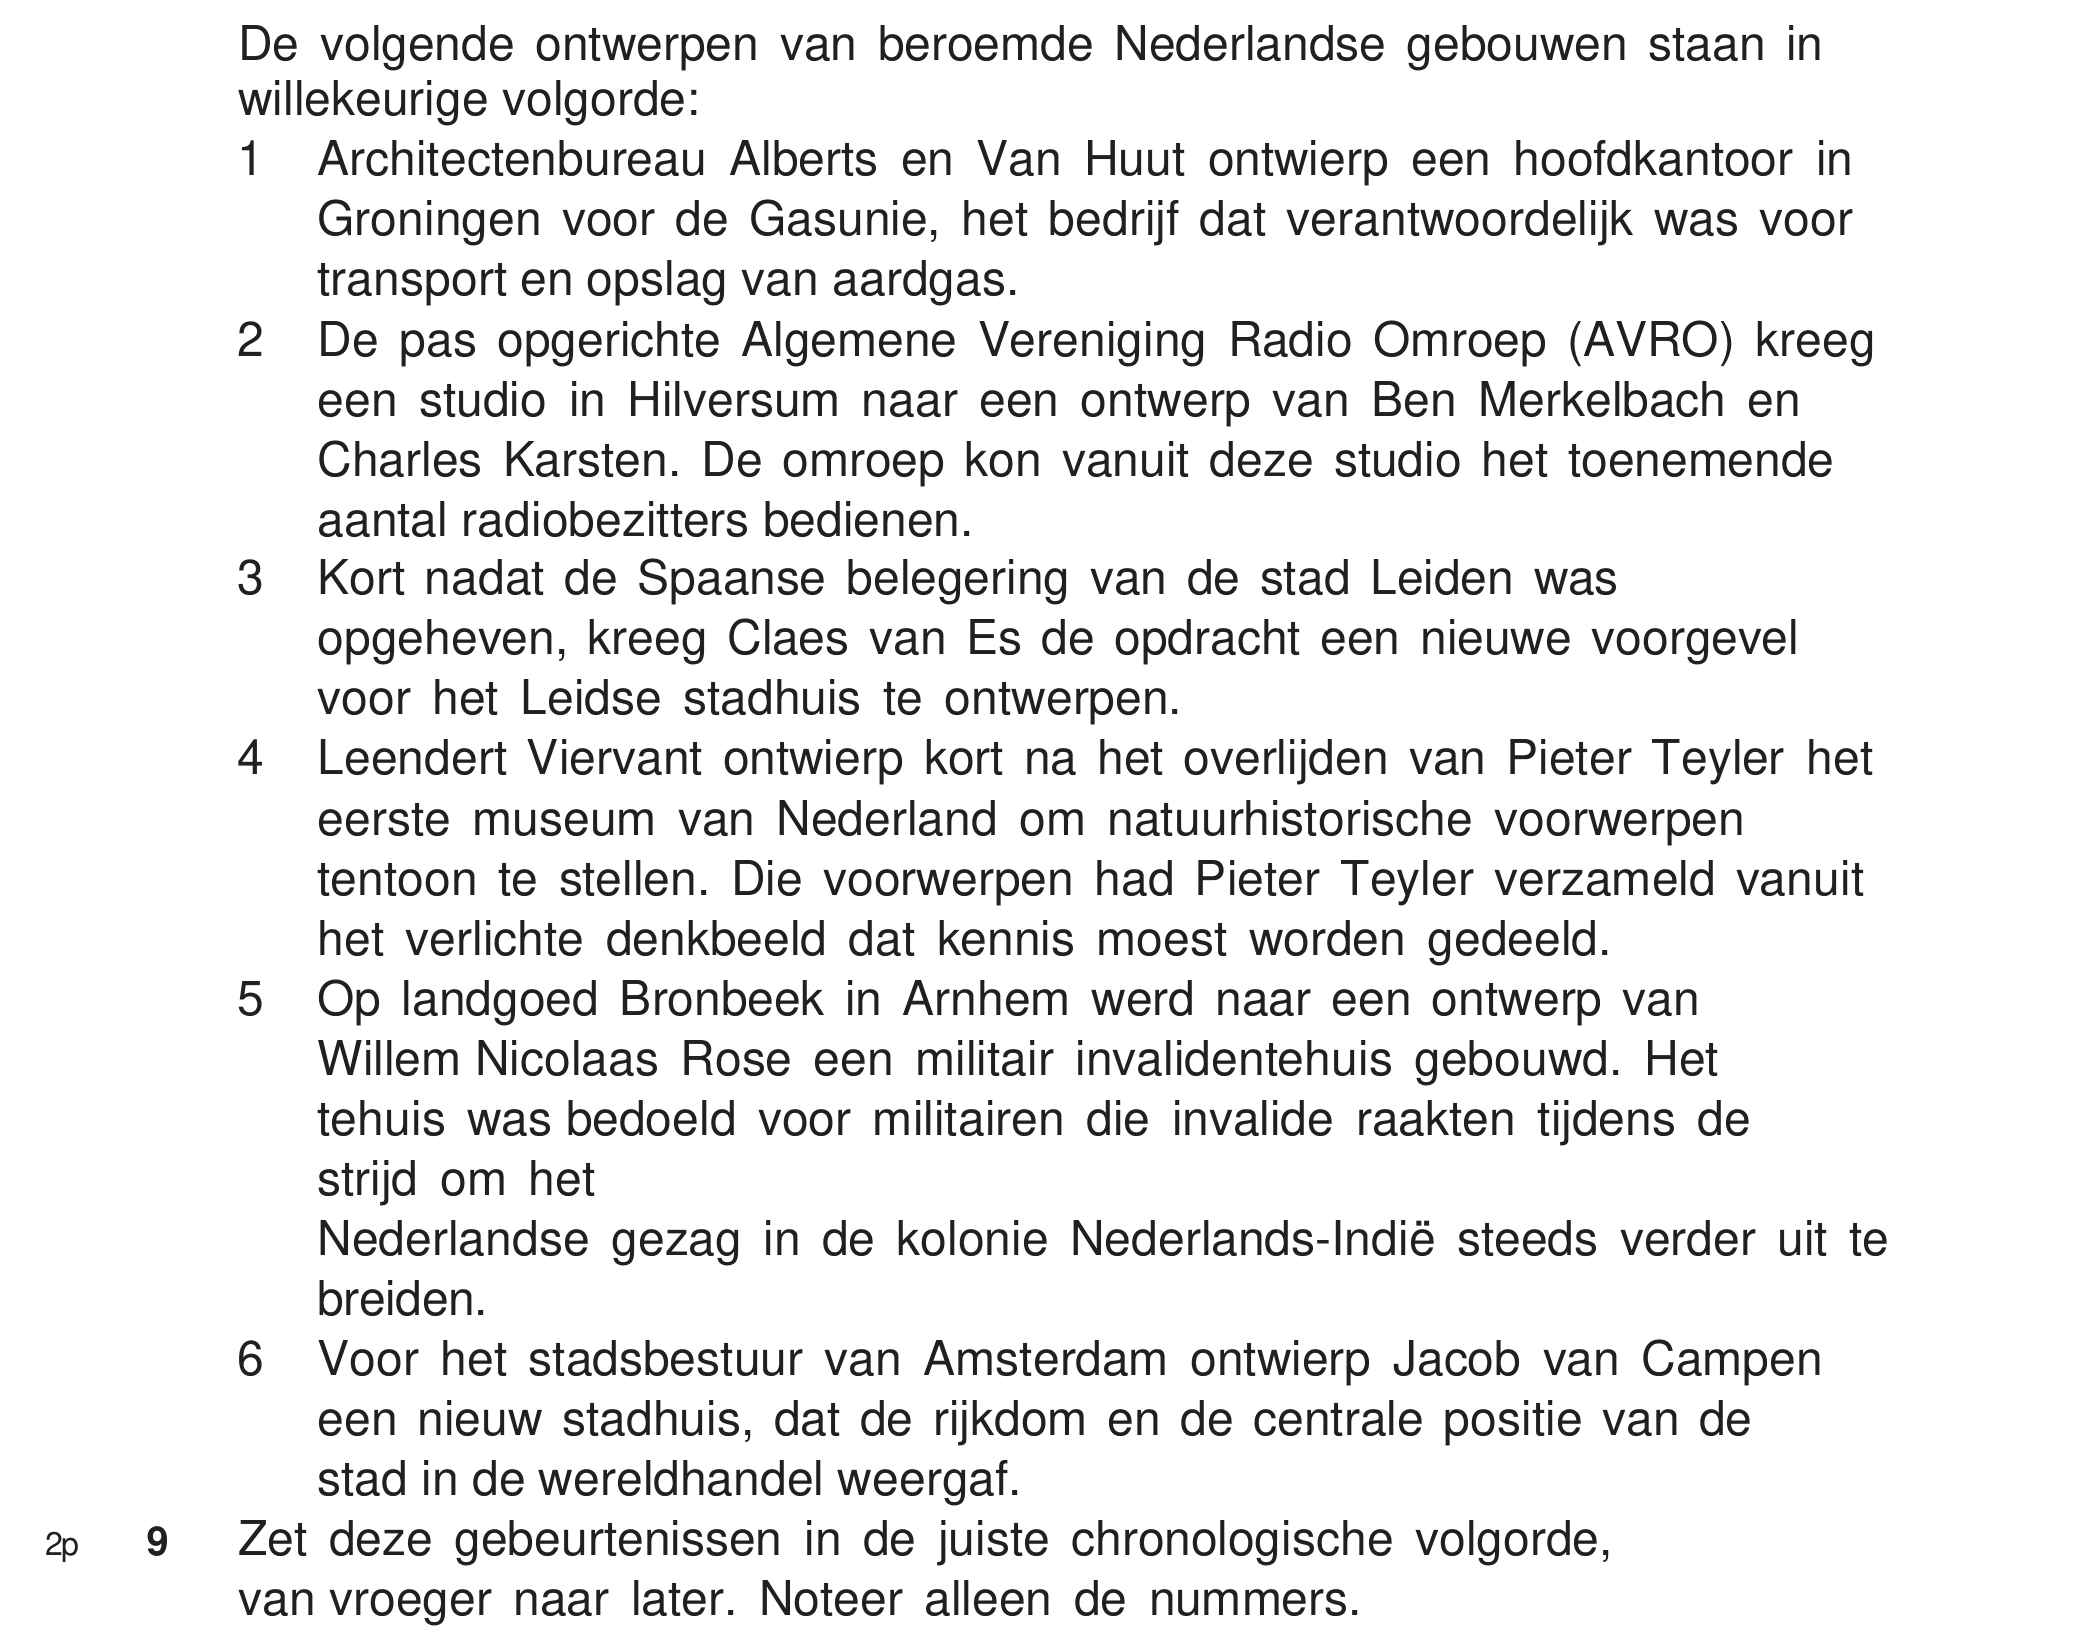 De volgende ontwerpen van beroemde Nederlandse gebouwen staan in
willekeurige volgorde:
1 Architectenbureau Alberts en Van Huut ontwierp een hoofdkantoor in
Groningen voor de Gasunie, het bedrijf dat verantwoordelijk was voor
transport en opslag van aardgas.
2 De pas opgerichte Algemene Vereniging Radio Omroep (AVRO) kreeg
een studio in Hilversum naar een ontwerp van Ben Merkelbach en
Charles Karsten. De omroep kon vanuit deze studio het toenemende
aantal radiobezitters bedienen.
3 Kort nadat de Spaanse belegering van de stad Leiden was
opgeheven, kreeg Claes van Es de opdracht een nieuwe voorgevel
voor het Leidse stadhuis te ontwerpen.
4 Leendert Viervant ontwierp kort na het overlijden van Pieter Teyler het
eerste museum van Nederland om natuurhistorische voorwerpen
tentoon te stellen. Die voorwerpen had Pieter Teyler verzameld vanuit
het verlichte denkbeeld dat kennis moest worden gedeeld.
5 Op landgoed Bronbeek in Arnhem werd naar een ontwerp van
Willem Nicolaas Rose een militair invalidentehuis gebouwd. Het
tehuis was bedoeld voor militairen die invalide raakten tijdens de
strijd om het
Nederlandse gezag in de kolonie Nederlands-Indië steeds verder uit te
breiden.
6 Voor het stadsbestuur van Amsterdam ontwierp Jacob van Campen
een nieuw stadhuis, dat de rijkdom en de centrale positie van de
stad in de wereldhandel weergaf.
2p 9 Zet deze gebeurtenissen in de juiste chronologische volgorde,
van vroeger naar later. Noteer alleen de nummers.